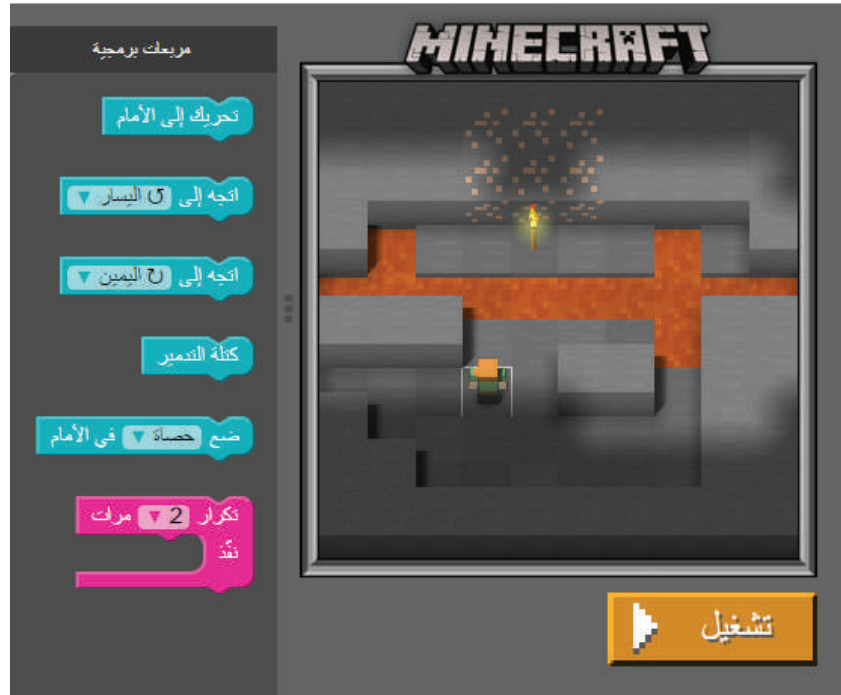 MINECRAFT
مربعات برمجية
تحريك إلى الأمام
اتجه إلى ↺ اليسار ▼
اتجه إلى ↻ اليمين ▼
كتلة التدمير
ضع حصاة ▼ في الأمام
تكرار 2 ▼ مرات
نفّذ
تشغيل